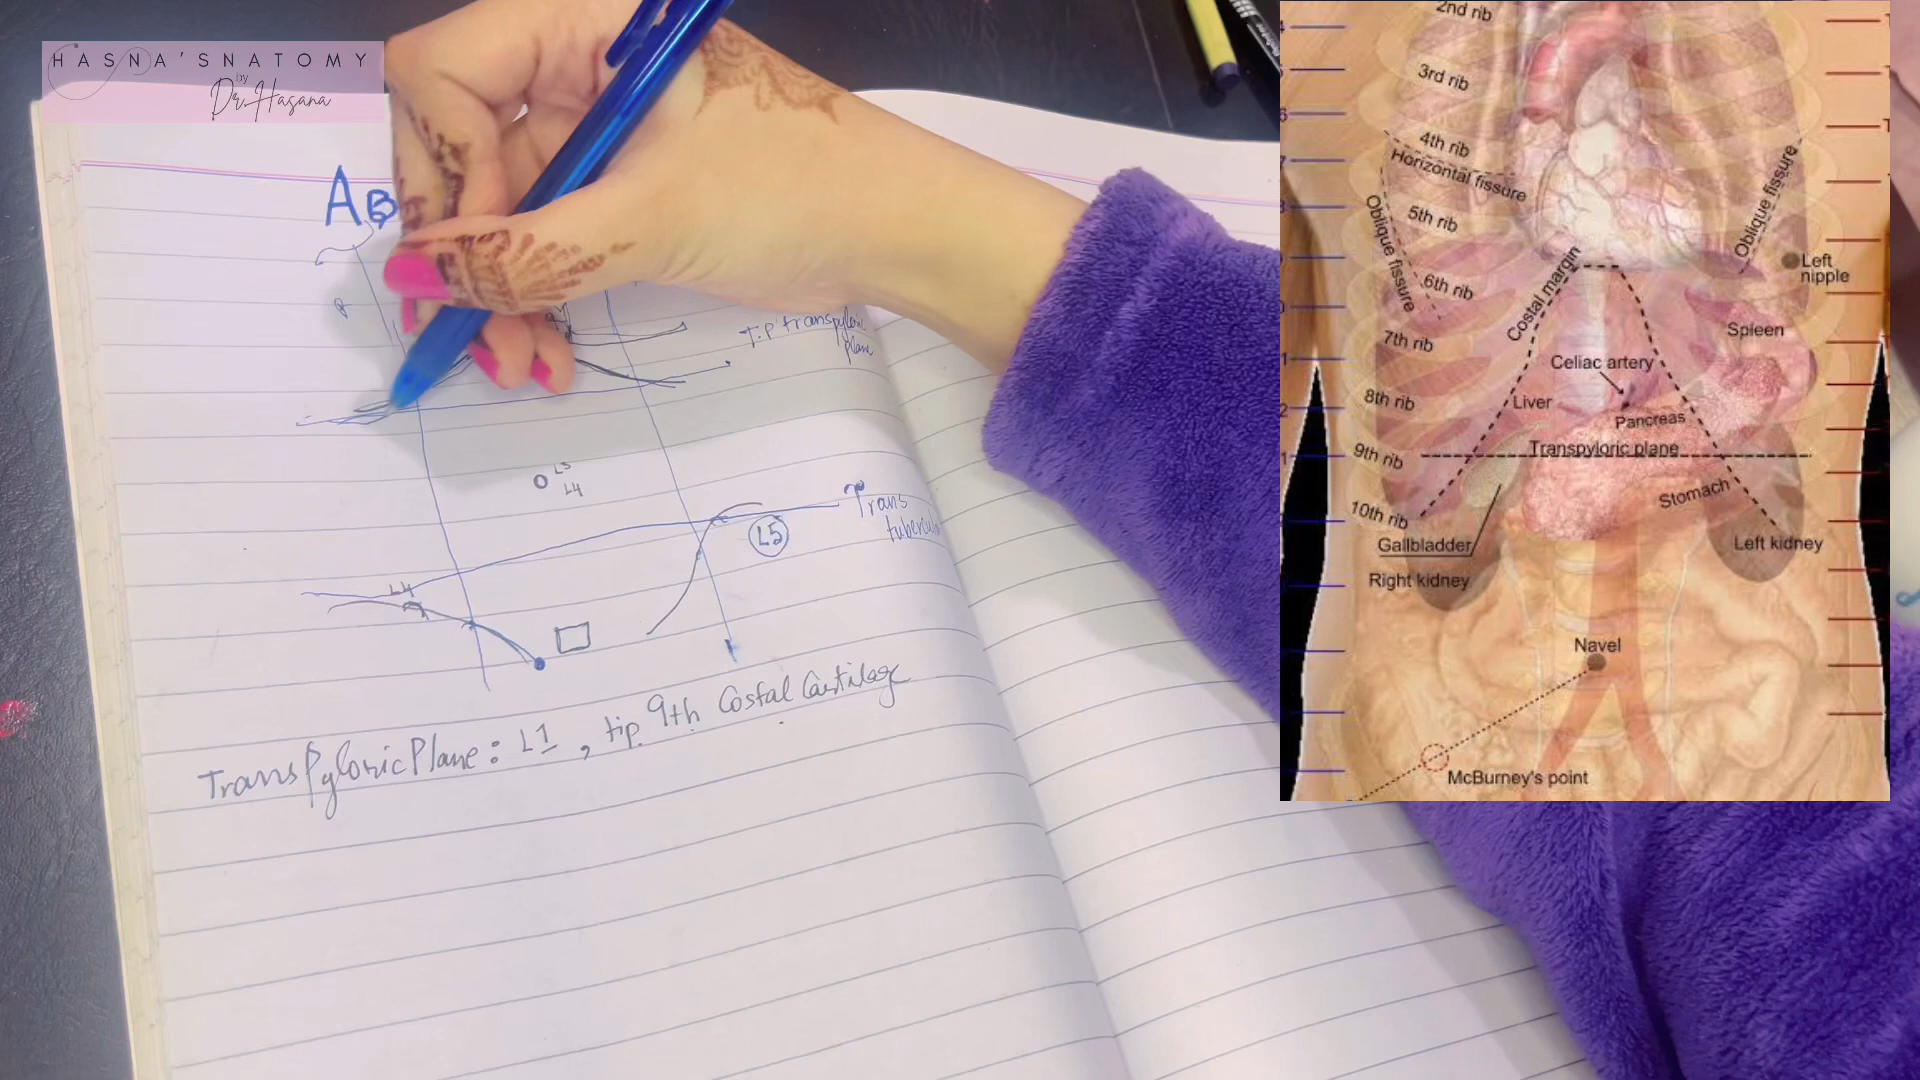 HASNA'SNATOMY
by
Dr.Hasana
AB
T.P transpyloric
plane
L3
L4
Trans
L5
L4
TransPyloricPlane: L1, tip 9th Costal Cartilage
2nd rib
3rd rib
4th rib
Horizontal fissure
Oblique fissure
Oblique fissure
5th rib
Left
nipple
6th rib
Costal margin
7th rib
Spleen
Celiac artery
8th rib
Liver
Pancreas
Transpyloric plane
9th rib
Stomach
10th rib
Gallbladder
Left kidney
Right kidney
Navel
McBurney's point